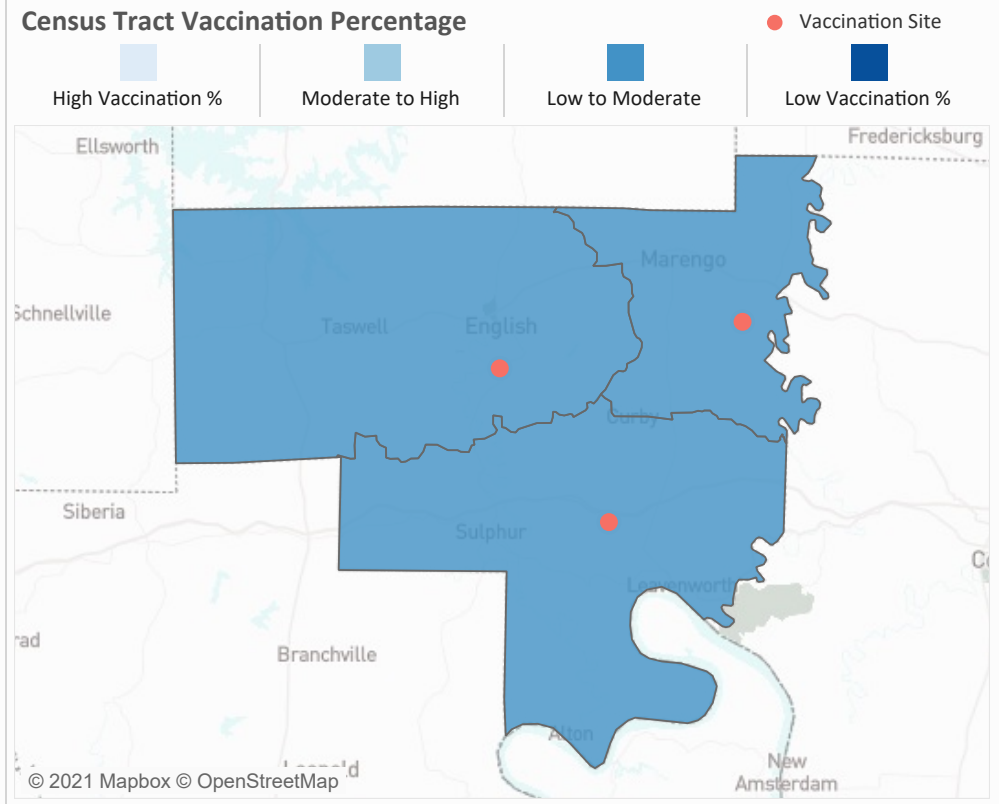 Census Tract Vaccination Percentage
Vaccination Site
High Vaccination %
Moderate to High
Low to Moderate
Low Vaccination %
Ellsworth
Fredericksburg
Marengo
Schnellville
Taswell
English
Curby
Siberia
Sulphur
Leavenworth
Branchville
Alton
New
Amsterdam
© 2021 Mapbox © OpenStreetMap